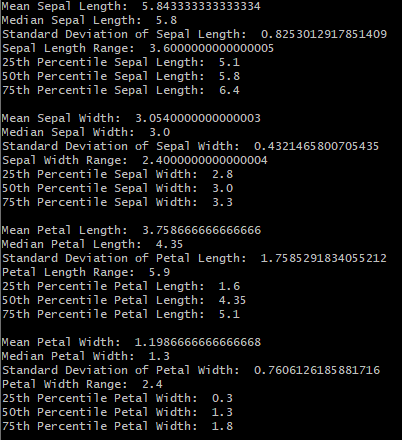 Mean Sepal Length:  5.843333333333334
Median Sepal Length:  5.8
Standard Deviation of Sepal Length:  0.8253012917851409
Sepal Length Range:  3.6000000000000005
25th Percentile Sepal Length:  5.1
50th Percentile Sepal Length:  5.8
75th Percentile Sepal Length:  6.4
Mean Sepal Width:  3.0540000000000003
Median Sepal Width:  3.0
Standard Deviation of Sepal Width:  0.4321465800705435
Sepal Width Range:  2.4000000000000004
25th Percentile Sepal Width:  2.8
50th Percentile Sepal Width:  3.0
75th Percentile Sepal Width:  3.3
Mean Petal Length:  3.758666666666666
Median Petal Length:  4.35
Standard Deviation of Petal Length:  1.7585291834055212
Petal Length Range:  5.9
25th Percentile Petal Length:  1.6
50th Percentile Petal Length:  4.35
75th Percentile Petal Length:  5.1
Mean Petal Width:  1.1986666666666668
Median Petal Width:  1.3
Standard Deviation of Petal Width:  0.7606126185881716
Petal Width Range:  2.4
25th Percentile Petal Width:  0.3
50th Percentile Petal Width:  1.3
75th Percentile Petal Width:  1.8